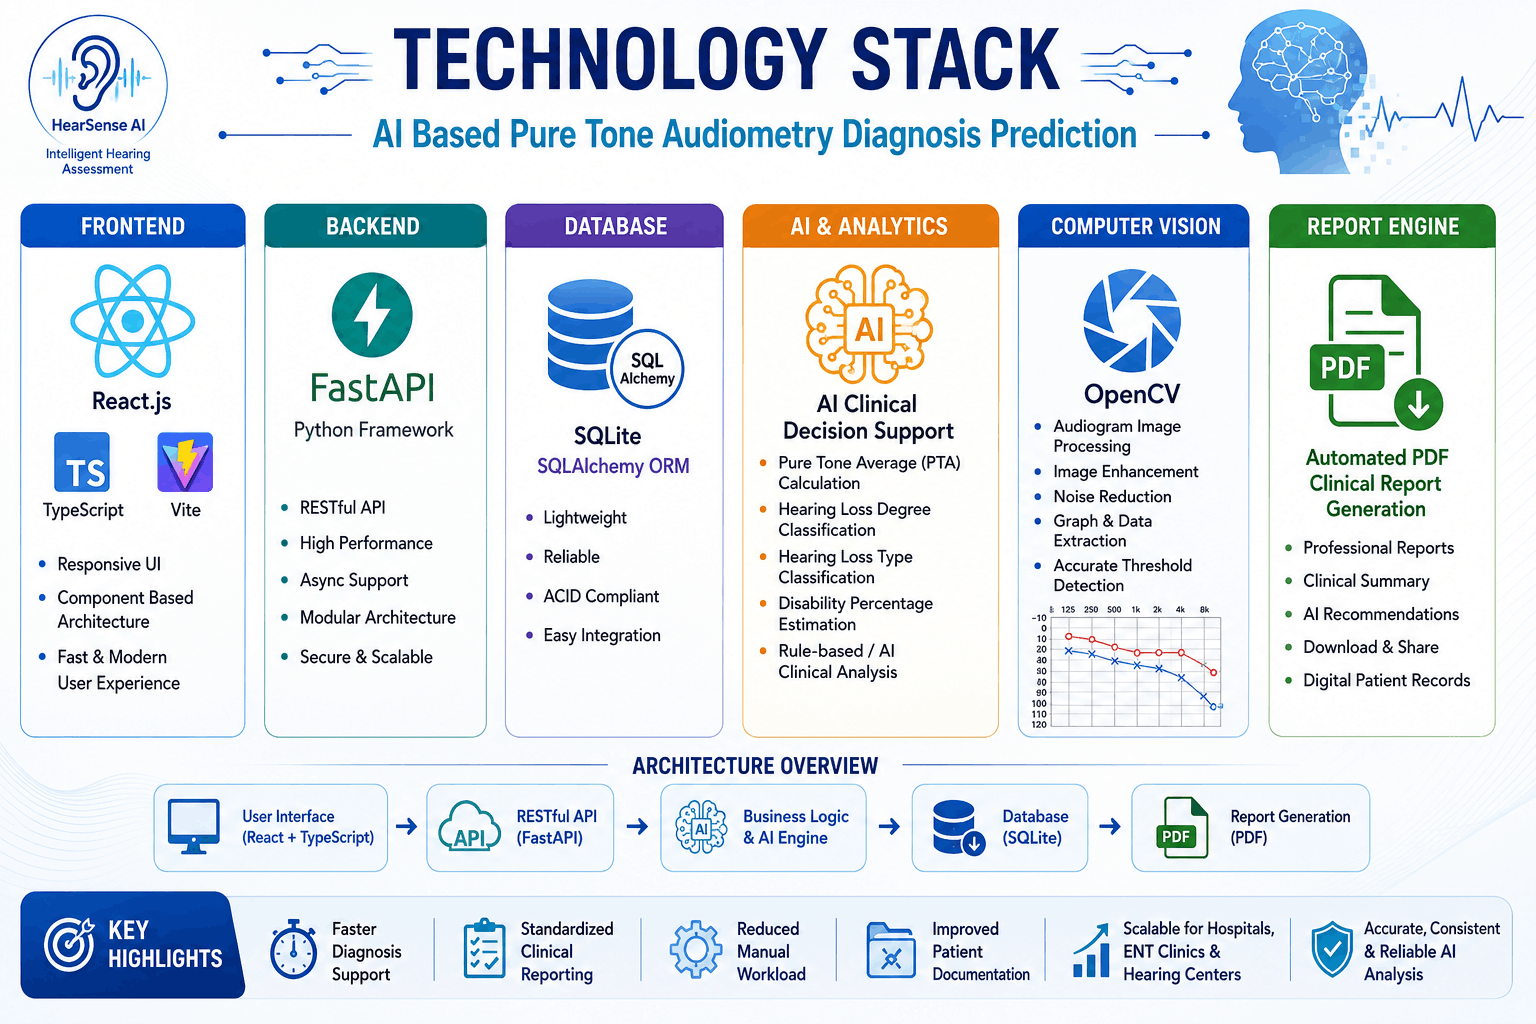 HearSense AI
Intelligent Hearing
Assessment
TECHNOLOGY STACK
AI Based Pure Tone Audiometry Diagnosis Prediction
FRONTEND
React.js
TS
TypeScript
Vite
• Responsive UI
• Component Based
Architecture
• Fast & Modern
User Experience
BACKEND
FastAPI
Python Framework
• RESTful API
• High Performance
• Async Support
• Modular Architecture
• Secure & Scalable
DATABASE
SQL
Alchemy
SQLite
SQLAlchemy ORM
• Lightweight
• Reliable
• ACID Compliant
• Easy Integration
AI & ANALYTICS
AI
AI Clinical
Decision Support
• Pure Tone Average (PTA)
Calculation
• Hearing Loss Degree
Classification
• Hearing Loss Type
Classification
• Disability Percentage
Estimation
• Rule-based / AI
Clinical Analysis
COMPUTER VISION
OpenCV
• Audiogram Image
Processing
• Image Enhancement
• Noise Reduction
• Graph & Data
Extraction
• Accurate Threshold
Detection
125 250 500 1k 2k 4k 8k
-10
0
10
20
90
100
110
120
REPORT ENGINE
PDF
Automated PDF
Clinical Report
Generation
• Professional Reports
• Clinical Summary
• AI Recommendations
• Download & Share
• Digital Patient Records
ARCHITECTURE OVERVIEW
User Interface
(React + TypeScript)
API
RESTful API
(FastAPI)
AI
Business Logic
& AI Engine
Database
(SQLite)
PDF
Report Generation
(PDF)
KEY
HIGHLIGHTS
Faster
Diagnosis
Support
Standardized
Clinical
Reporting
Reduced
Manual
Workload
Improved
Patient
Documentation
Scalable for Hospitals,
ENT Clinics &
Hearing Centers
Accurate, Consistent
& Reliable AI
Analysis